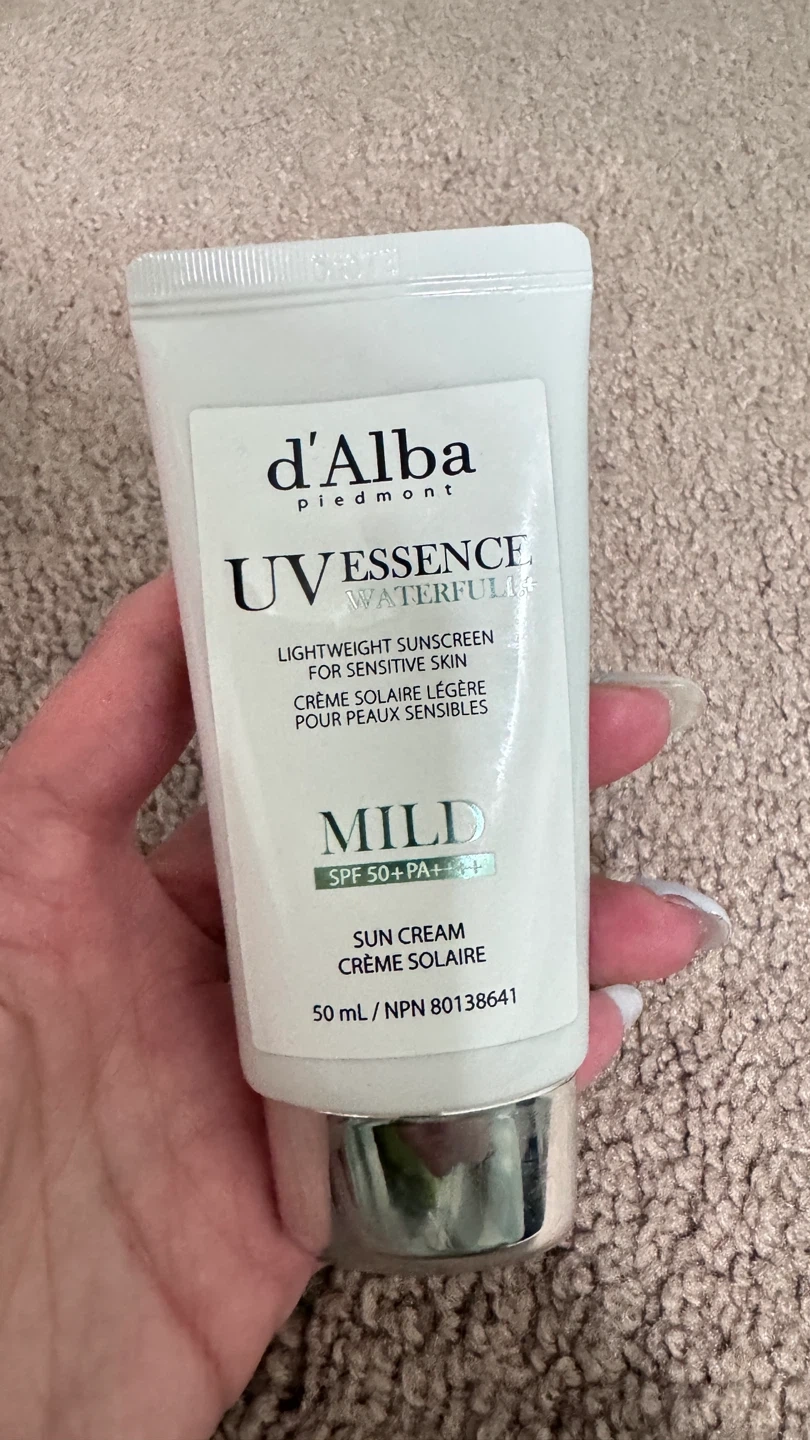 d'Alba
piedmont
UV ESSENCE
WATERFULL+
LIGHTWEIGHT SUNSCREEN
FOR SENSITIVE SKIN
CRÈME SOLAIRE LÉGÈRE
POUR PEAUX SENSIBLES
MILD
SPF 50+PA++++
SUN CREAM
CRÈME SOLAIRE
50 mL / NPN 80138641